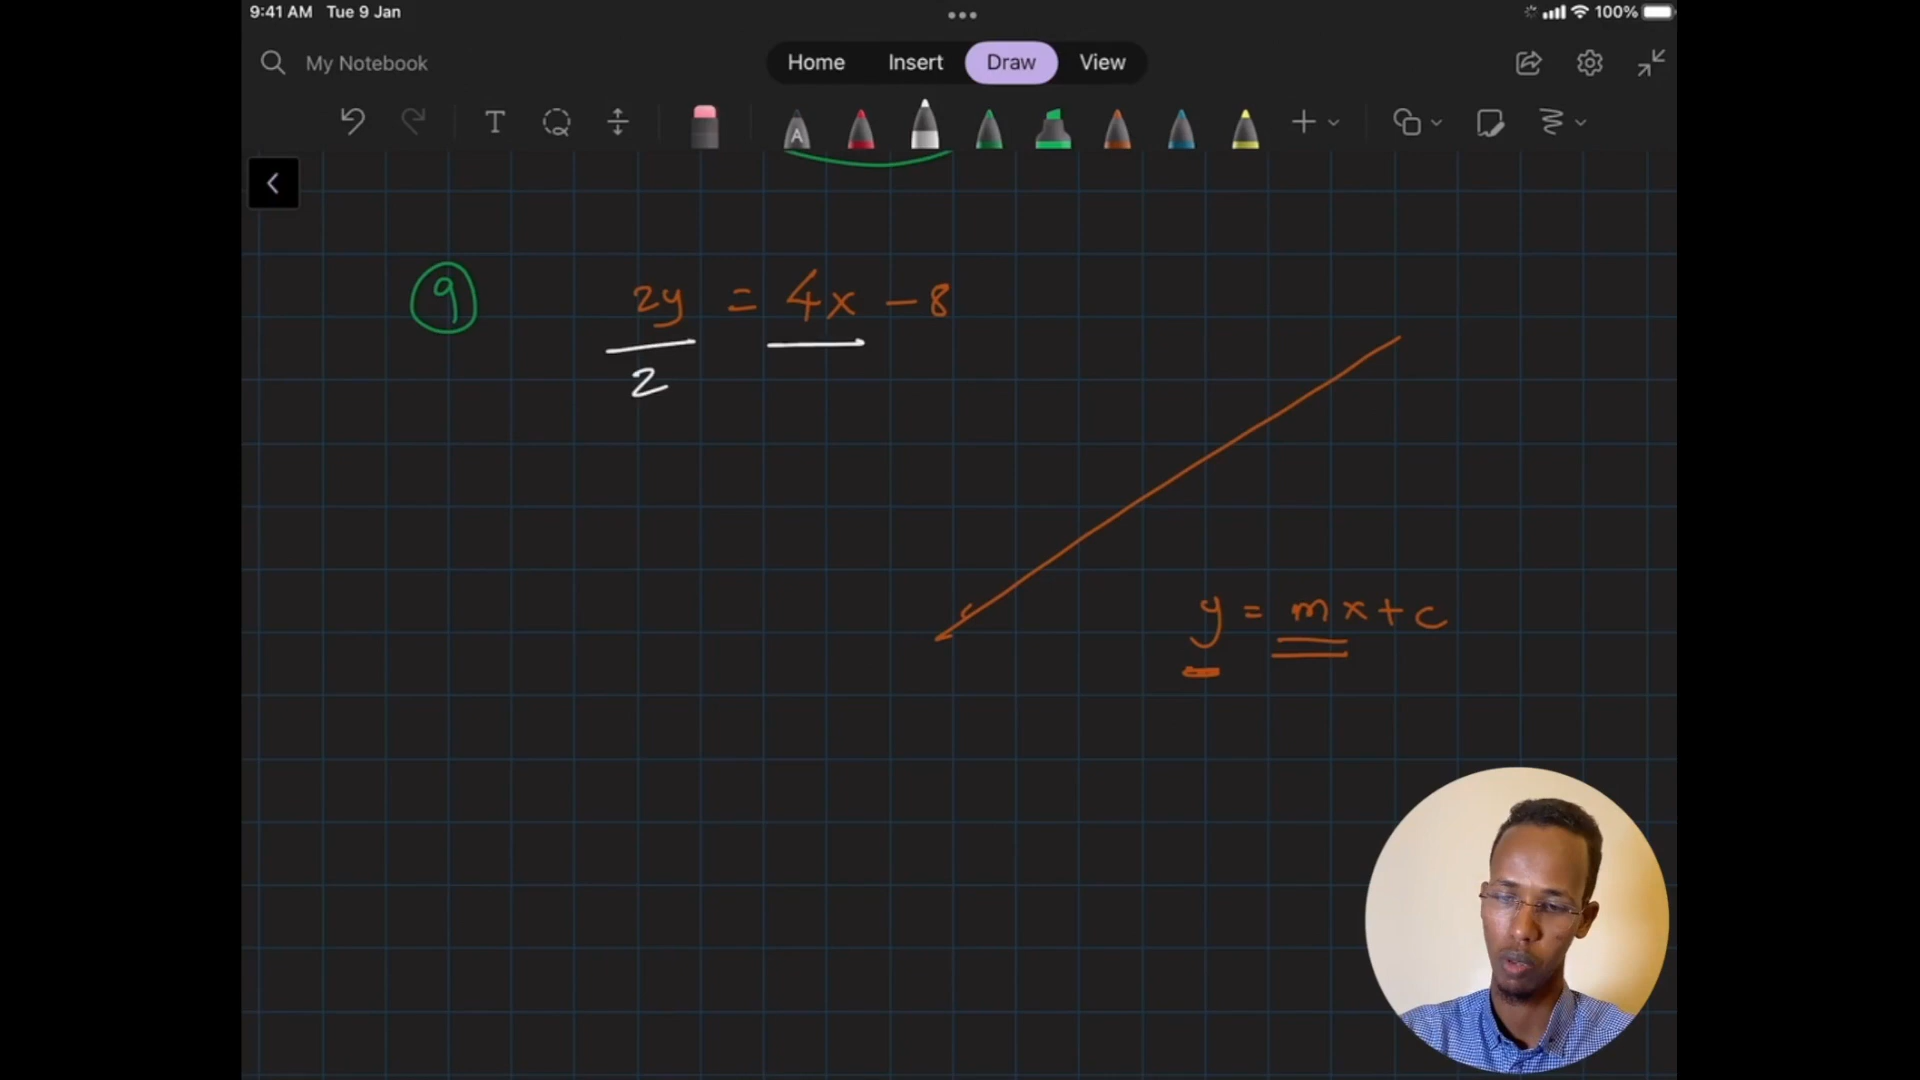 9:41 AM Tue 9 Jan 100%
My Notebook
Home Insert Draw View
T A
9 2y = 4x - 8
2
y = mx + c